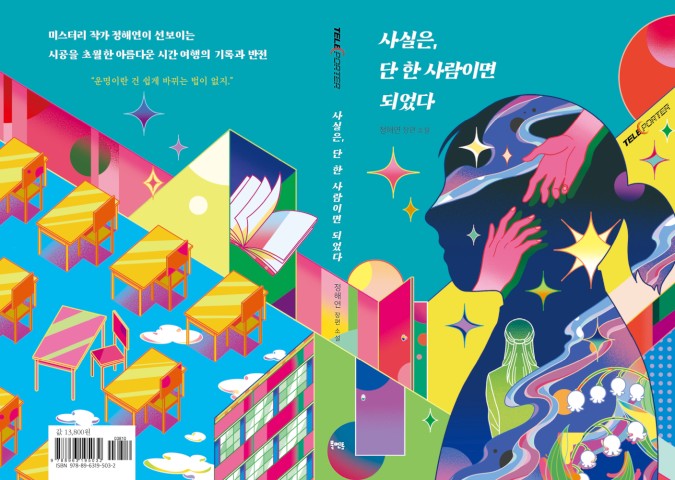 미스터리 작가 정해연이 선보이는
시공을 초월한 아름다운 시간 여행의 기록과 반전
“운명이란 건 쉽게 바뀌는 법이 없지.”
값 13,800원
03810
ISBN 978-89-6319-503-2
TELEPORTER
사실은, 단 한 사람이면 되었다
정해연 장편 소설
사실은,
단 한 사람이면
되었다
정해연 장편 소설
TELEPORTER